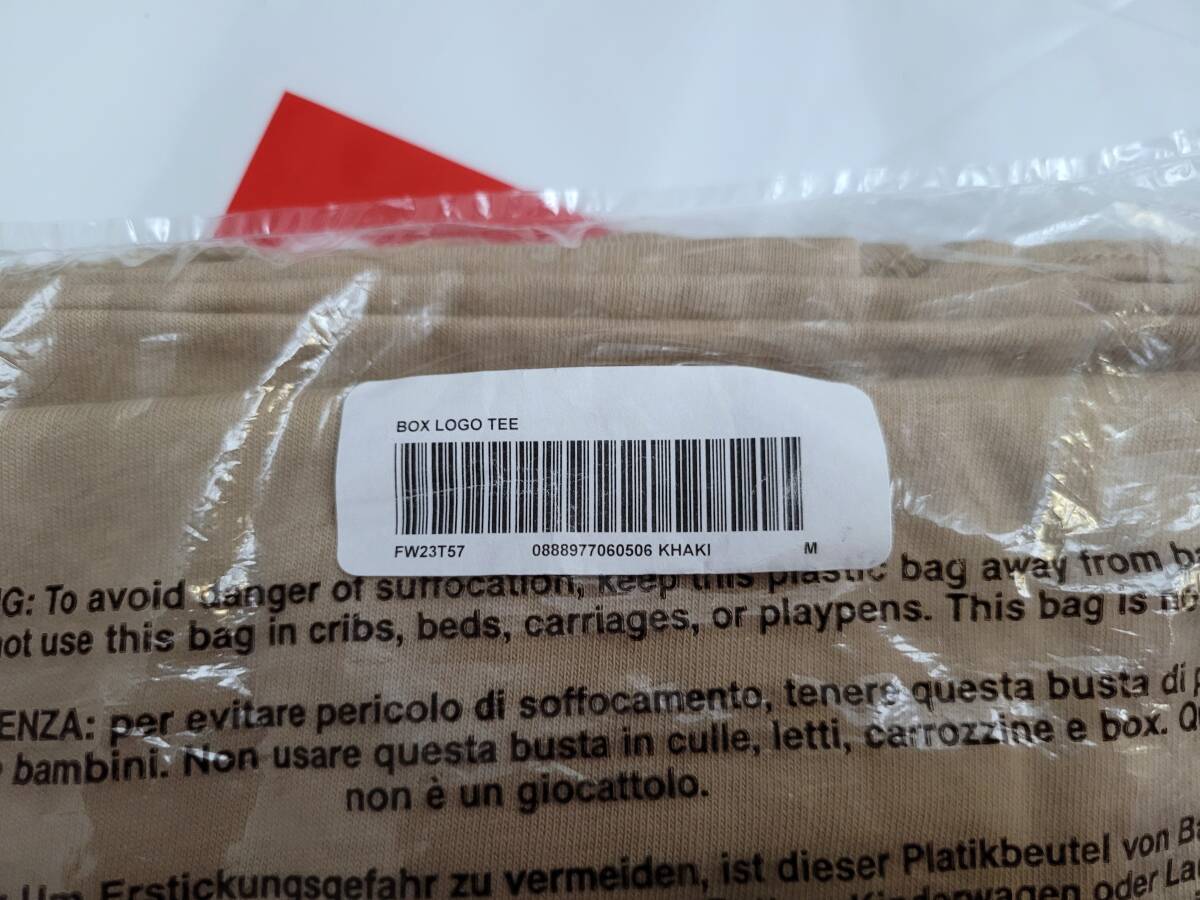 BOX LOGO TEE
FW23T57 0888977060506 KHAKI M
G: To avoid danger of suffocation, keep this plastic bag away from ba
not use this bag in cribs, beds, carriages, or playpens. This bag is no
ENZA: per evitare pericolo di soffocamento, tenere questa busta di p
bambini. Non usare questa busta in culle, letti, carrozzine e box. Q
non è un giocattolo.
Um Erstickungsgefahr zu vermeiden, ist dieser Platikbeutel von Ba
Kinderwagen oder La